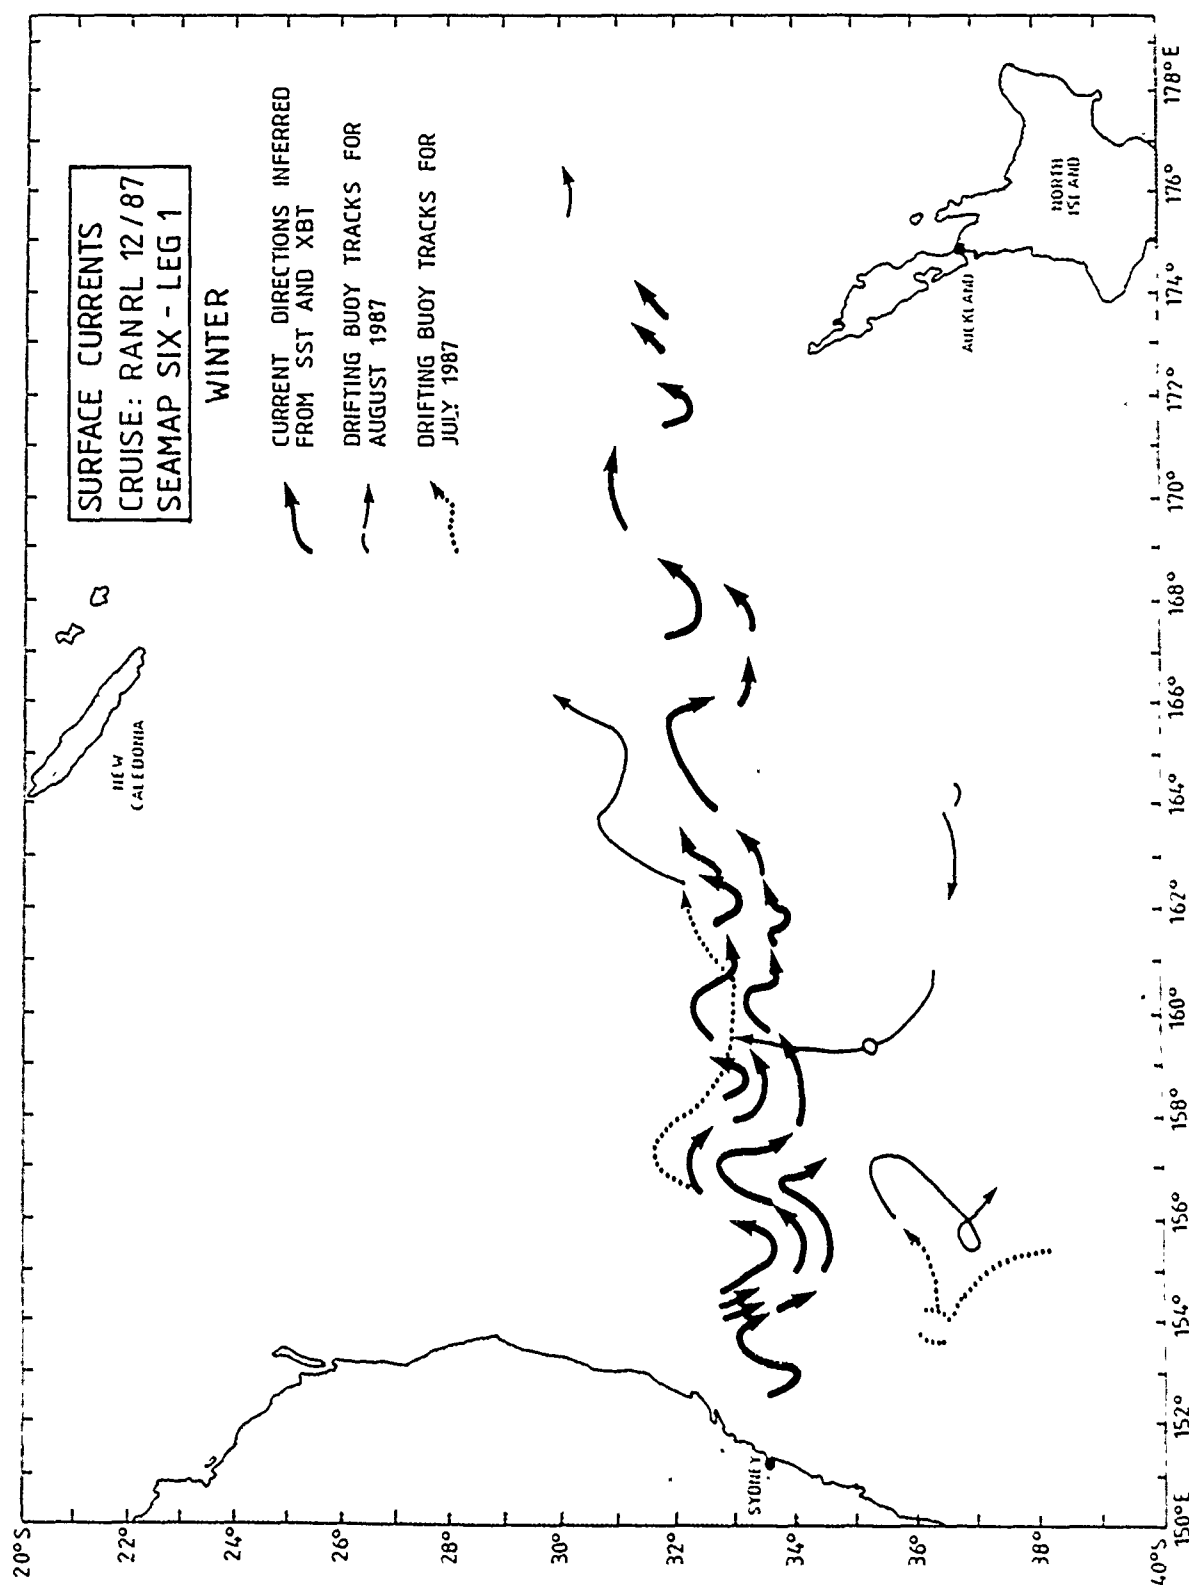 SURFACE CURRENTS
CRUISE: RANRL 12/87
SEAMAP SIX - LEG 1
WINTER
CURRENT DIRECTIONS INFERRED
FROM SST AND XBT
DRIFTING BUOY TRACKS FOR
AUGUST 1987
DRIFTING BUOY TRACKS FOR
JULY 1987
NEW
CALEDONIA
SYDNEY
AUCKLAND
NORTH
ISLAND
20°S
22°
24°
26°
28°
30°
32°
34°
36°
38°
40°S
150°E
152°
154°
156°
158°
160°
162°
164°
166°
168°
170°
172°
174°
176°
178°E